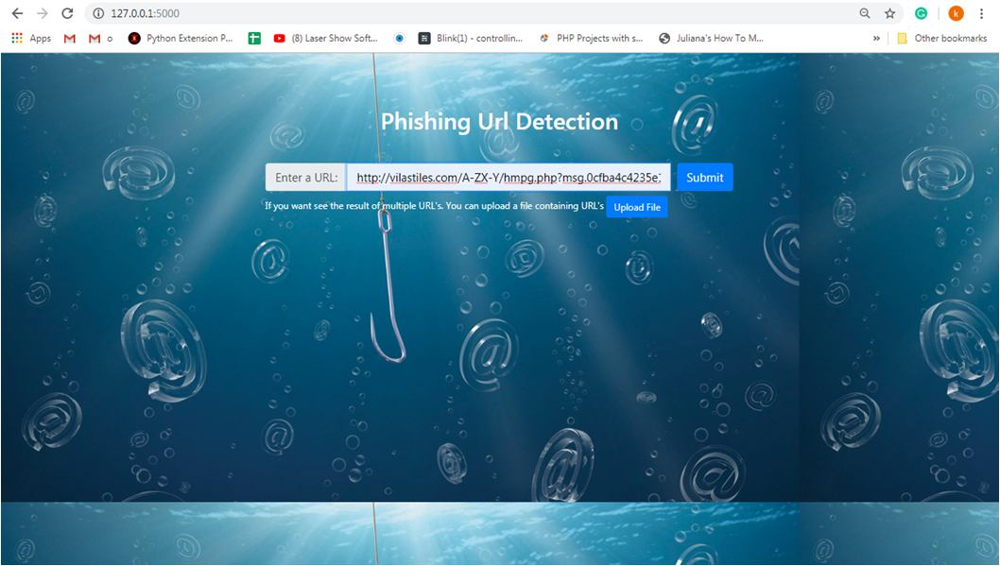 127.0.0.1:5000
Apps o Python Extension P... (8) Laser Show Soft... Blink(1) - controllin... PHP Projects with s... Juliana's How To M... » Other bookmarks
Phishing Url Detection
Enter a URL: http://vilastiles.com/A-ZX-Y/hmpg.php?msg.0cfba4c4235e Submit
If you want see the result of multiple URL's. You can upload a file containing URL's Upload File